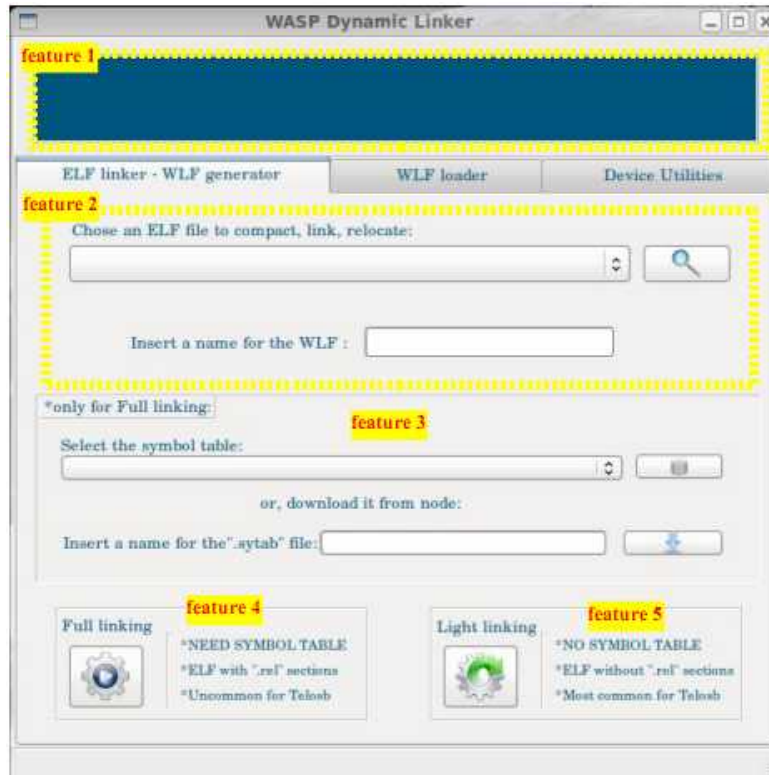 WASP Dynamic Linker
feature 1
ELF linker - WLF generator
WLF loader
Device Utilities
feature 2
Chose an ELF file to compact, link, relocate:
Insert a name for the WLF :
*only for Full linking:
feature 3
Select the symbol table:
or, download it from node:
Insert a name for the".sytab" file:
feature 4
Full linking
*NEED SYMBOL TABLE
*ELF with ".rel" sections
*Uncommon for Telosb
feature 5
Light linking
*NO SYMBOL TABLE
*ELF without ".rel" sections
*Most common for Telosb